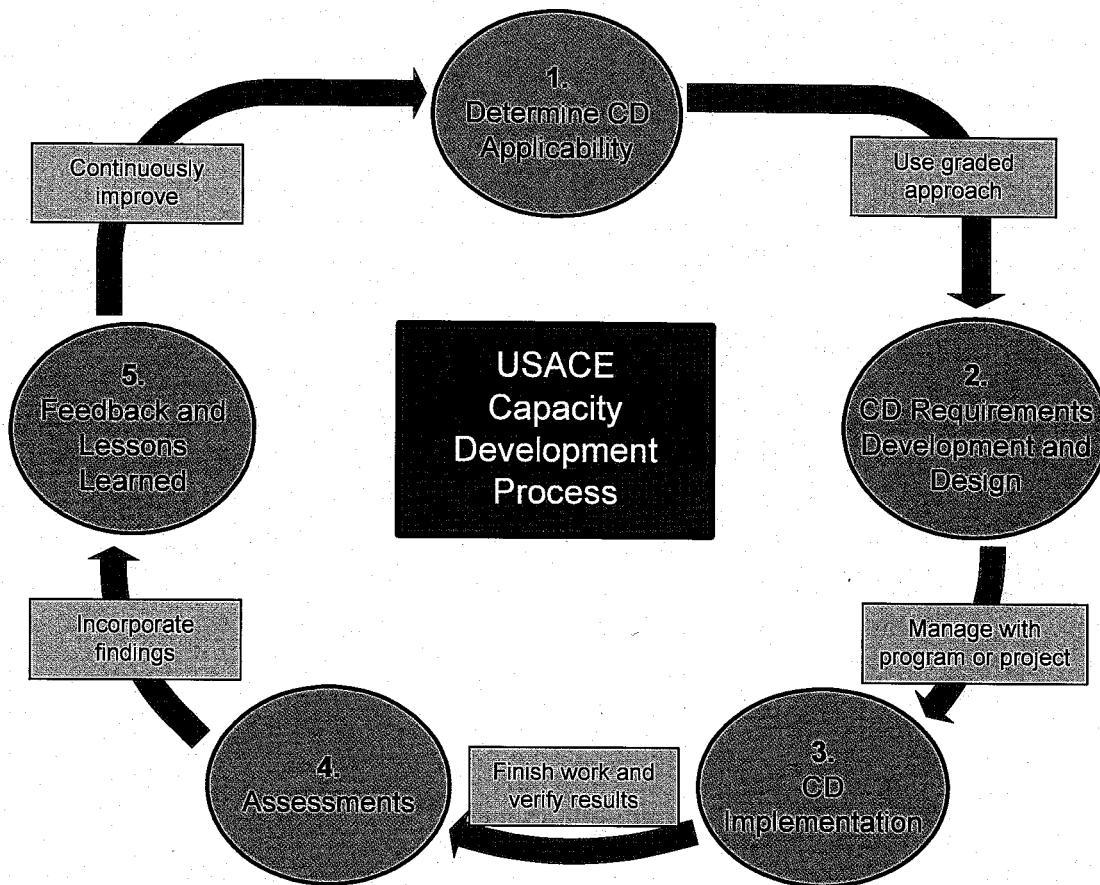 1.
Determine CD
Applicability
Use graded
approach
2.
CD Requirements
Development and
Design
Manage with
program or project
3.
CD
Implementation
Finish work and
verify results
4.
Assessments
Incorporate
findings
5.
Feedback and
Lessons
Learned
Continuously
improve
USACE
Capacity
Development
Process